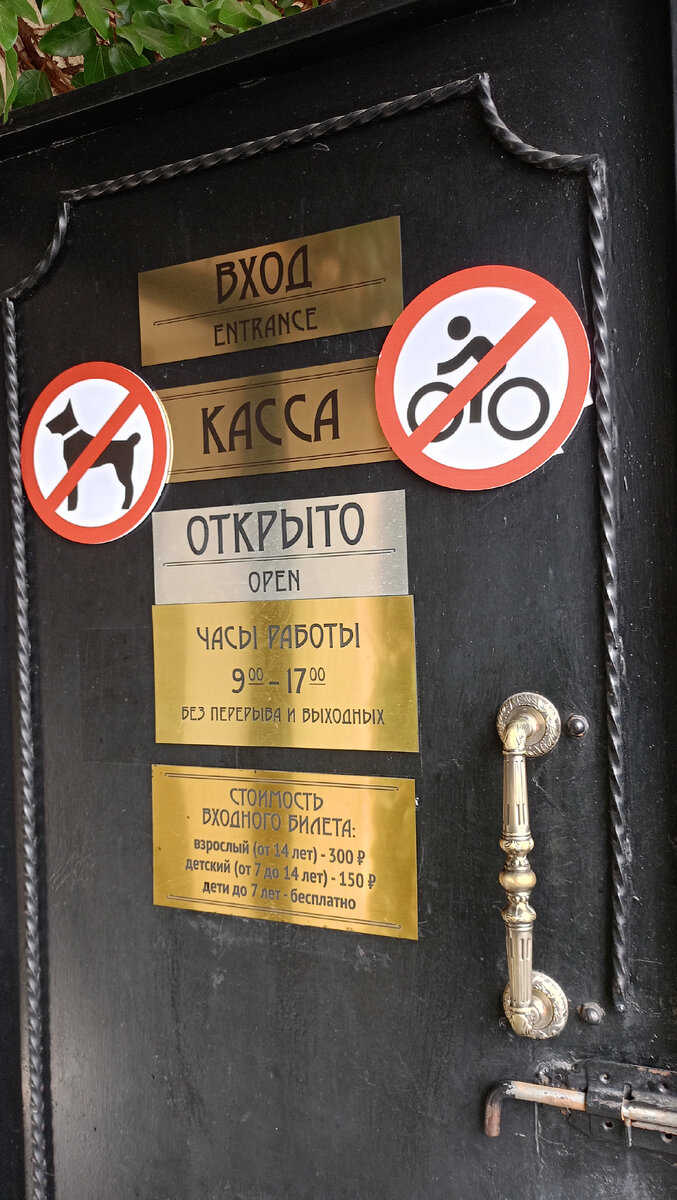 ВХОД
ENTRANCE
КАССА
ОТКРЫТО
OPEN
ЧАСЫ РАБОТЫ
9⁰⁰ – 17⁰⁰
БЕЗ ПЕРЕРЫВА И ВЫХОДНЫХ
СТОИМОСТЬ
ВХОДНОГО БИЛЕТА:
взрослый (от 14 лет) - 300 ₽
детский (от 7 до 14 лет) - 150 ₽
дети до 7 лет - бесплатно